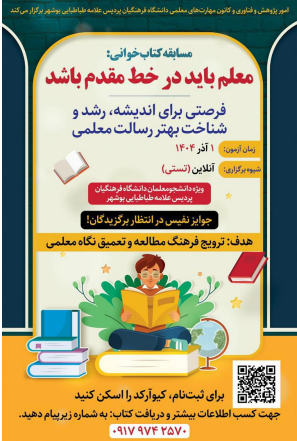 امور پژوهش و فناوری و کانون مهارت‌های معلمی دانشگاه فرهنگیان پردیس علامه طباطبایی بوشهر برگزار می‌کند
مسابقه کتاب‌خوانی:
معلم باید در خط مقدم باشد
فرصتی برای اندیشه، رشد و
شناخت بهتر رسالت معلمی
زمان آزمون: ۱ آذر ۱۴۰۴
شیوه برگزاری: آنلاین (تستی)
ویژه دانشجومعلمان دانشگاه فرهنگیان
پردیس علامه طباطبایی بوشهر
جوایز نفیس در انتظار برگزیدگان!
هدف: ترویج فرهنگ مطالعه و تعمیق نگاه معلمی
برای ثبت‌نام، کیوآرکد را اسکن کنید
جهت کسب اطلاعات بیشتر و دریافت کتاب: به شماره زیر پیام دهید.
۰۹۱۷ ۹۷۴ ۲۵۷۰